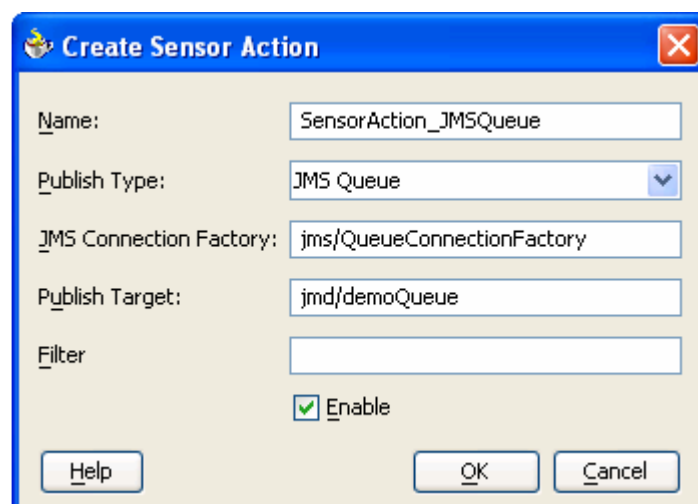 Create Sensor Action
Name: SensorAction_JMSQueue
Publish Type: JMS Queue
JMS Connection Factory: jms/QueueConnectionFactory
Publish Target: jmd/demoQueue
Filter
Enable
Help OK Cancel